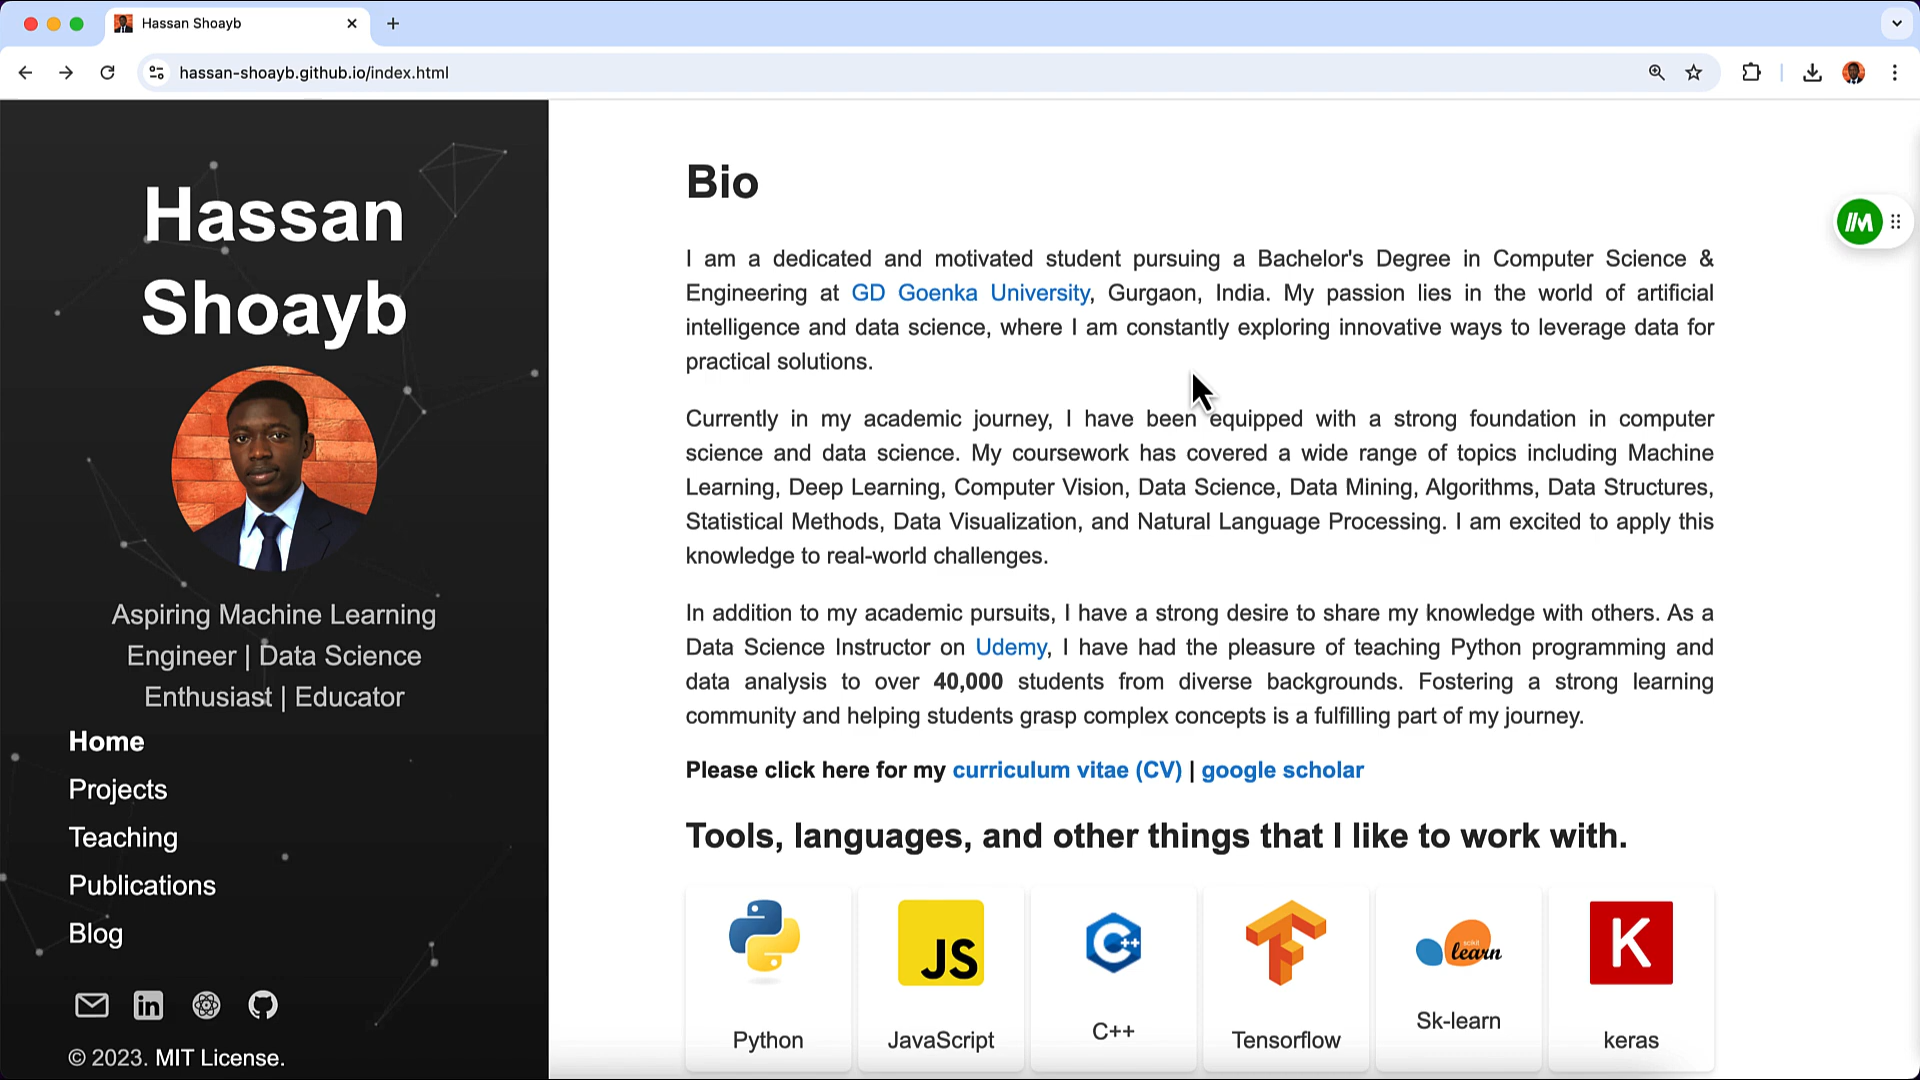 Hassan Shoayb
hassan-shoayb.github.io/index.html
Hassan
Shoayb
Aspiring Machine Learning
Engineer | Data Science
Enthusiast | Educator
Home
Projects
Teaching
Publications
Blog
in
© 2023. MIT License.
Bio
I am a dedicated and motivated student pursuing a Bachelor's Degree in Computer Science &
Engineering at GD Goenka University, Gurgaon, India. My passion lies in the world of artificial
intelligence and data science, where I am constantly exploring innovative ways to leverage data for
practical solutions.
Currently in my academic journey, I have been equipped with a strong foundation in computer
science and data science. My coursework has covered a wide range of topics including Machine
Learning, Deep Learning, Computer Vision, Data Science, Data Mining, Algorithms, Data Structures,
Statistical Methods, Data Visualization, and Natural Language Processing. I am excited to apply this
knowledge to real-world challenges.
In addition to my academic pursuits, I have a strong desire to share my knowledge with others. As a
Data Science Instructor on Udemy, I have had the pleasure of teaching Python programming and
data analysis to over 40,000 students from diverse backgrounds. Fostering a strong learning
community and helping students grasp complex concepts is a fulfilling part of my journey.
Please click here for my curriculum vitae (CV) | google scholar
Tools, languages, and other things that I like to work with.
JS
C++
scikit
learn
K
Python
JavaScript
C++
Tensorflow
Sk-learn
keras